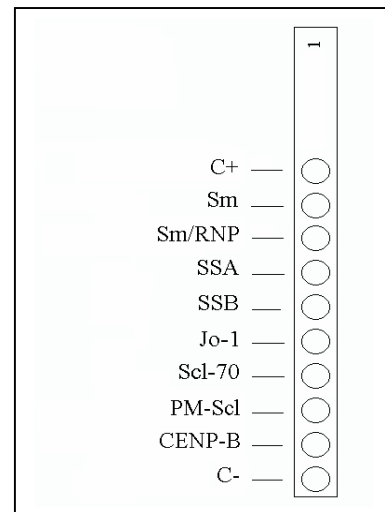 1
C+
Sm
Sm/RNP
SSA
SSB
Jo-1
Scl-70
PM-Scl
CENP-B
C-